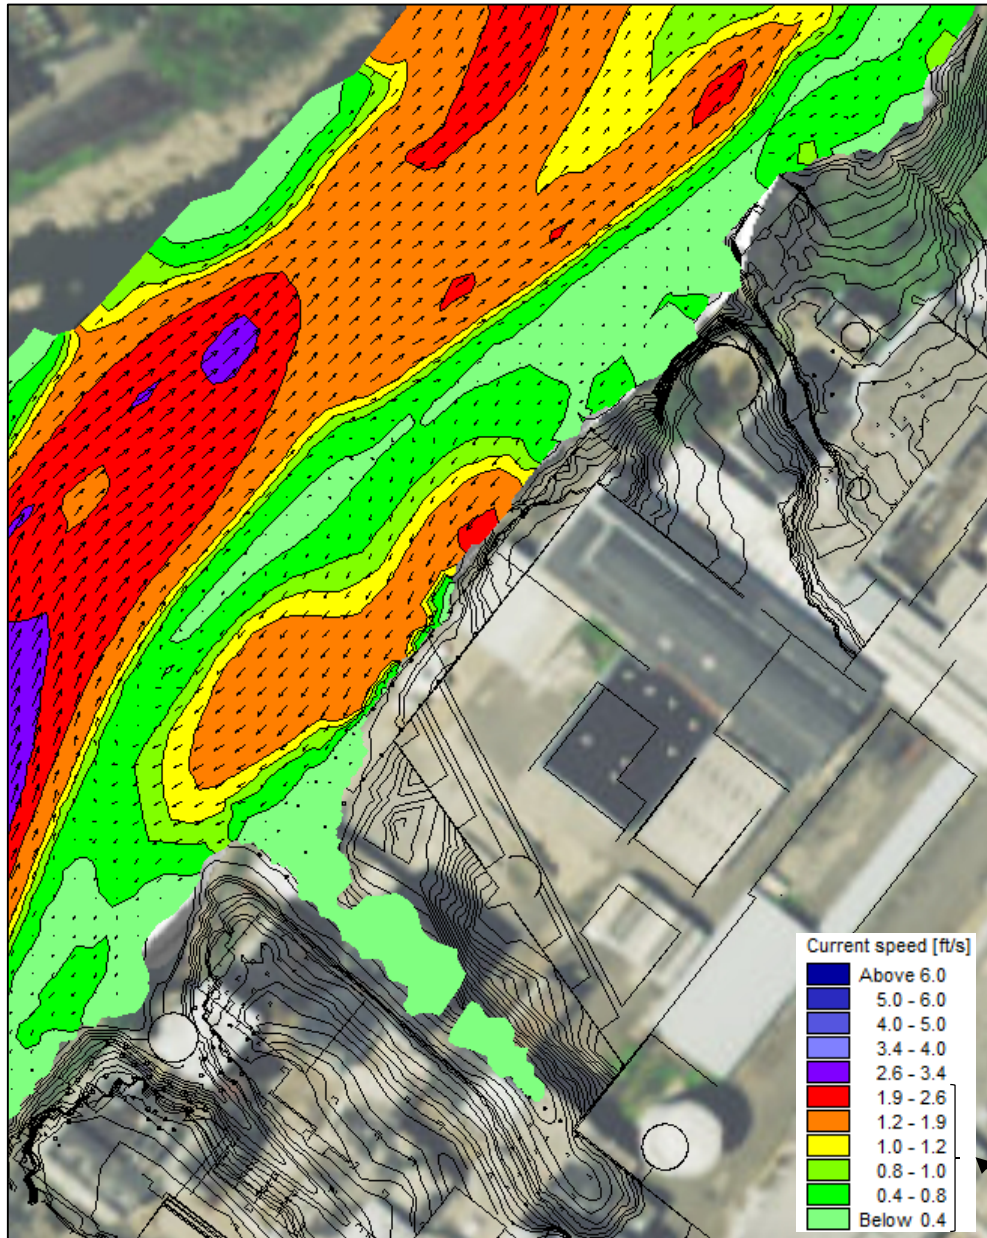 Current speed [ft/s]
Above 6.0
5.0 - 6.0
4.0 - 5.0
3.4 - 4.0
2.6 - 3.4
1.9 - 2.6
1.2 - 1.9
1.0 - 1.2
0.8 - 1.0
0.4 - 0.8
Below 0.4